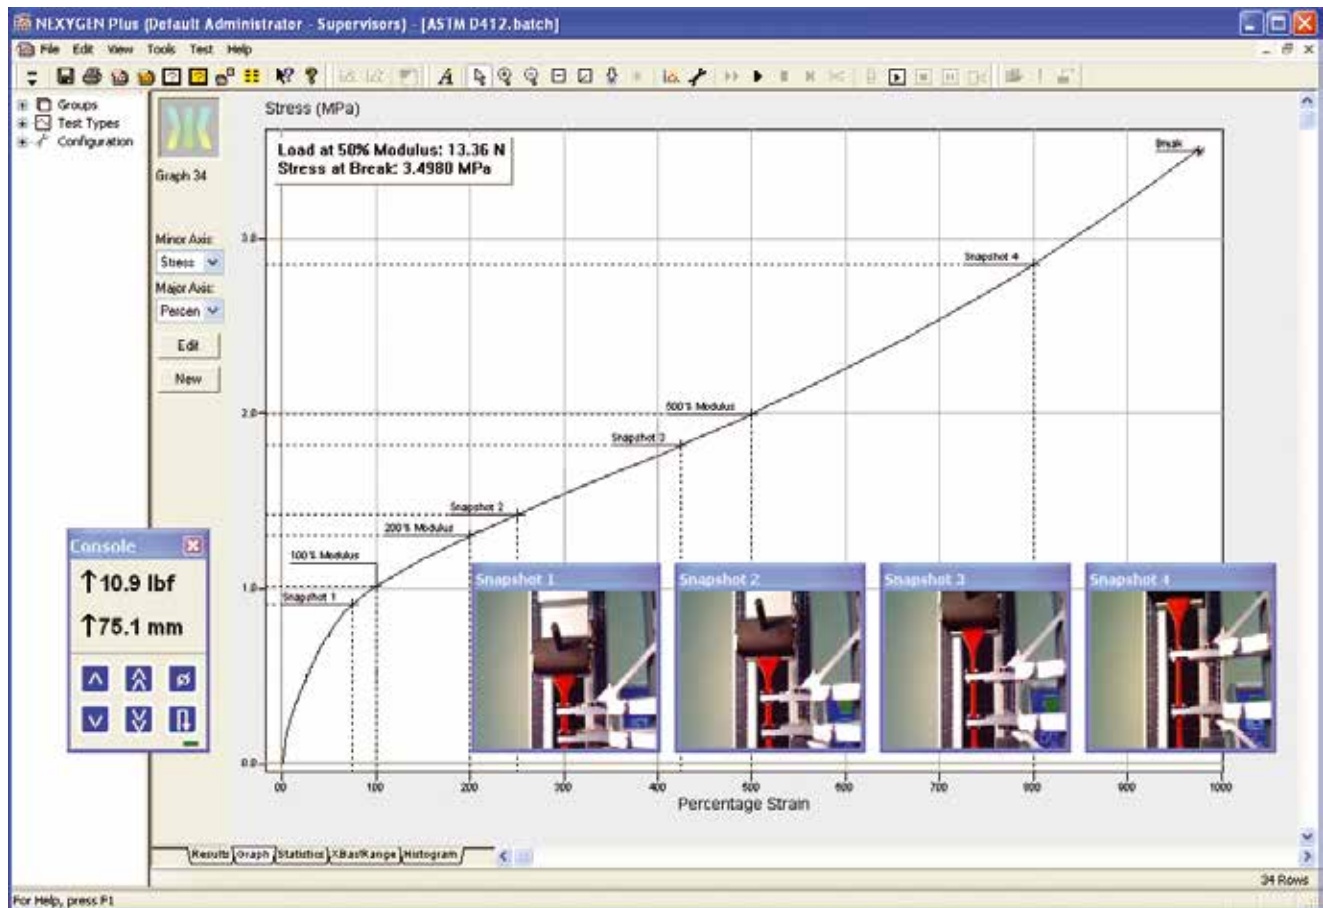 NEXYGEN Plus (Default Administrator - Supervisors) - [ASTM D412.batch]
File Edit View Tools Test Help
Groups
Test Types
Configuration
Graph 34
Minor Axis:
Stress
Major Axis:
Percen
Edit
New
Stress (MPa)
Load at 50% Modulus: 13.36 N
Stress at Break: 3.4980 MPa
Break
3.0
Snapshot 4
2.0
500% Modulus
Snapshot 3
Snapshot 2
200% Modulus
100% Modulus
1.0
Snapshot 1
0.0
Console
↑10.9 lbf
↑75.1 mm
Snapshot 1
Snapshot 2
Snapshot 3
Snapshot 4
00 100 200 300 400 500 600 700 800 900 1000
Percentage Strain
Results Graph Statistics XBar/Range Histogram
34 Rows
For Help, press F1